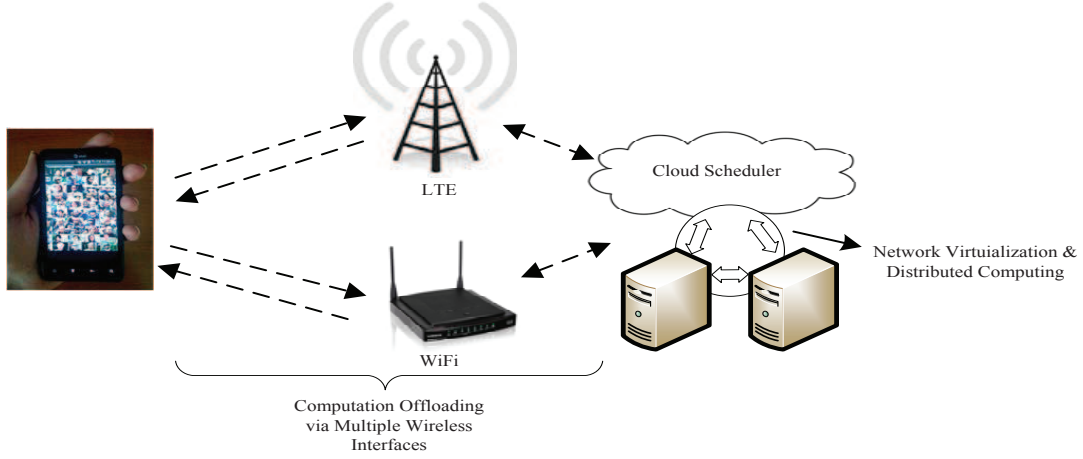 LTE
Cloud Scheduler
Network Virtuialization &
Distributed Computing
WiFi
Computation Offloading
via Multiple Wireless
Interfaces